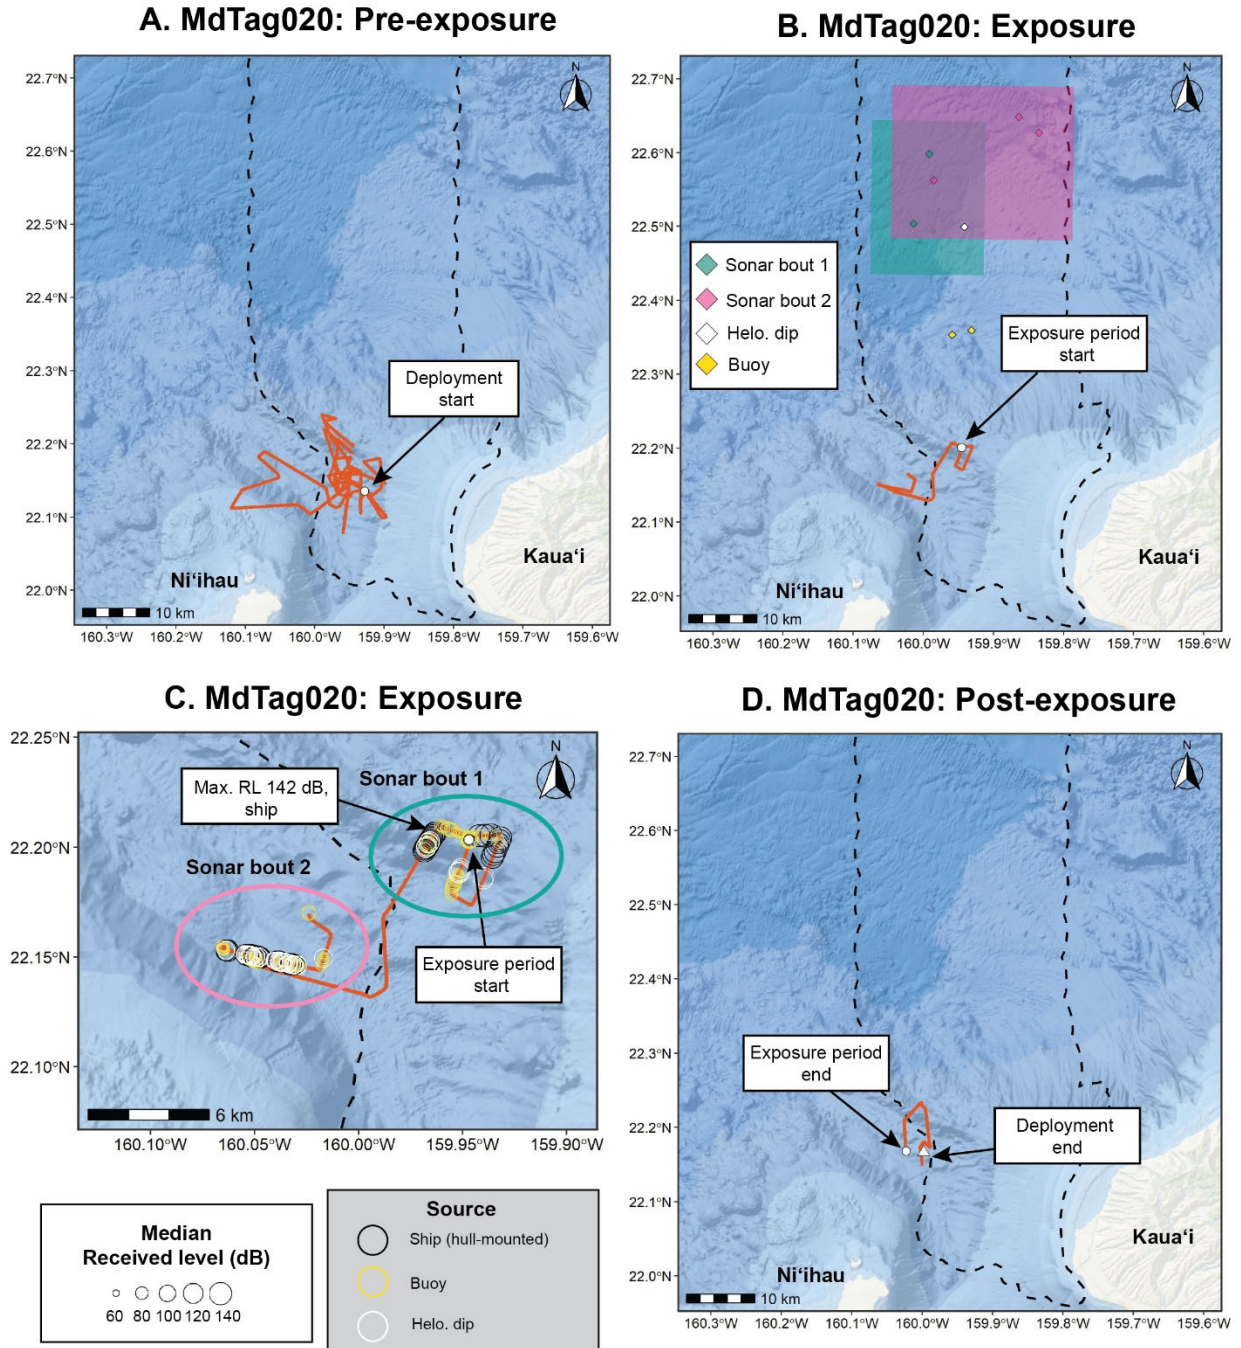 A. MdTag020: Pre-exposure
22.7°N
22.6°N
22.5°N
22.4°N
22.3°N
22.2°N
22.1°N
22.0°N
N
Deployment
start
Kauaʻi
Niʻihau
10 km
160.3°W 160.2°W 160.1°W 160.0°W 159.9°W 159.8°W 159.7°W 159.6°W
B. MdTag020: Exposure
22.7°N
22.6°N
22.5°N
22.4°N
22.3°N
22.2°N
22.1°N
22.0°N
N
Sonar bout 1
Sonar bout 2
Helo. dip
Buoy
Exposure period
start
Kauaʻi
Niʻihau
10 km
160.3°W 160.2°W 160.1°W 160.0°W 159.9°W 159.8°W 159.7°W 159.6°W
C. MdTag020: Exposure
22.25°N
22.20°N
22.15°N
22.10°N
N
Sonar bout 1
Max. RL 142 dB,
ship
Sonar bout 2
Exposure period
start
6 km
160.10°W 160.05°W 160.00°W 159.95°W 159.90°W
Median
Received level (dB)
60 80 100 120 140
Source
Ship (hull-mounted)
Buoy
Helo. dip
D. MdTag020: Post-exposure
22.7°N
22.6°N
22.5°N
22.4°N
22.3°N
22.2°N
22.1°N
22.0°N
N
Exposure period
end
Deployment
end
Kauaʻi
Niʻihau
10 km
160.3°W 160.2°W 160.1°W 160.0°W 159.9°W 159.8°W 159.7°W 159.6°W